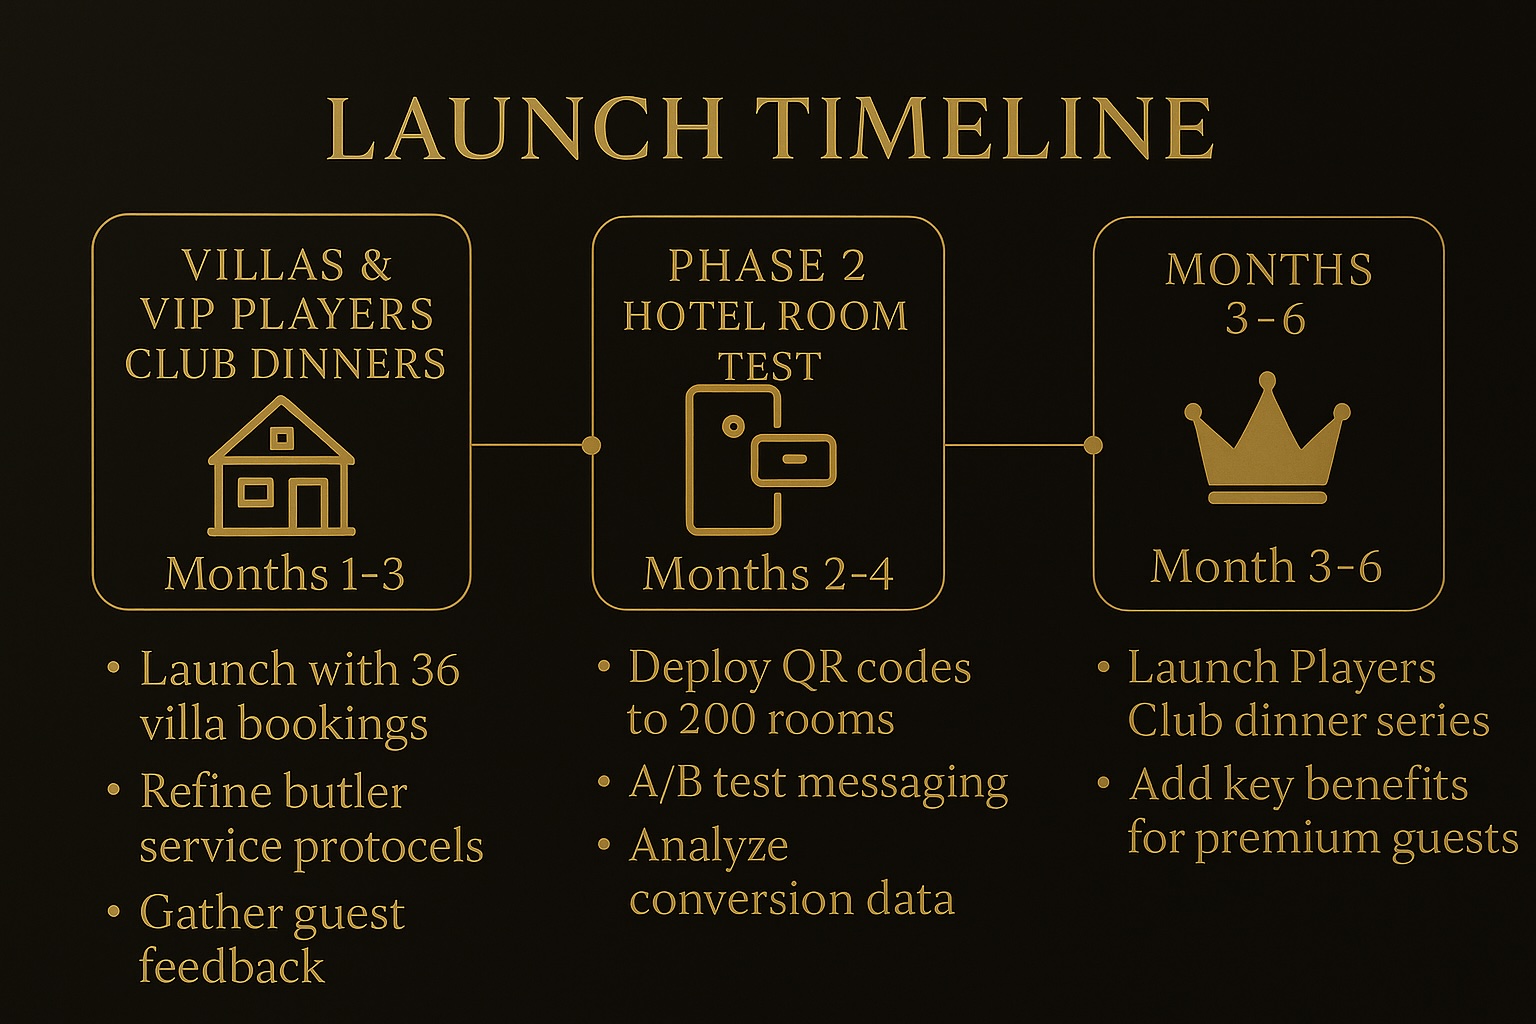 LAUNCH TIMELINE
VILLAS &
VIP PLAYERS
CLUB DINNERS
Months 1–3
• Launch with 36
villa bookings
• Refine butler
service protocels
• Gather guest
feedback
PHASE 2
HOTEL ROOM
TEST
Months 2–4
• Deploy QR codes
to 200 rooms
• A/B test messaging
• Analyze
conversion data
MONTHS
3–6
Month 3–6
• Launch Players
Club dinner series
• Add key benefits
for premium guests